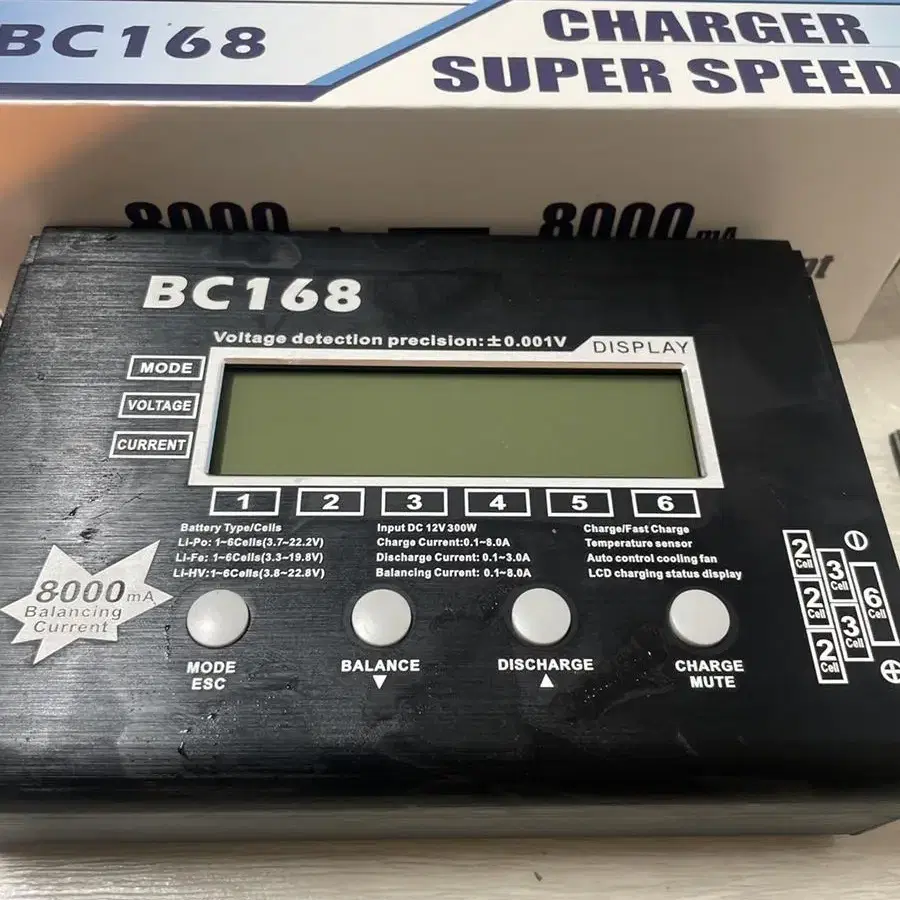 BC168
CHARGER
SUPER SPEED
8000
8000 mA
BC168
Voltage detection precision:±0.001V
DISPLAY
MODE
VOLTAGE
CURRENT
1 2 3 4 5 6
Battery Type/Cells
Li-Po: 1~6Cells(3.7~22.2V)
Li-Fe: 1~6Cells(3.3~19.8V)
Li-HV:1~6Cells(3.8~22.8V)
Input DC 12V 300W
Charge Current:0.1~8.0A
Discharge Current:0.1~3.0A
Balancing Current: 0.1~8.0A
Charge/Fast Charge
Temperature sensor
Auto control cooling fan
LCD charging status display
8000mA
Balancing
Current
MODE
ESC
BALANCE
▼
DISCHARGE
▲
CHARGE
MUTE
2
Cell
2
Cell
2
Cell
3
Cell
3
Cell
6
Cell